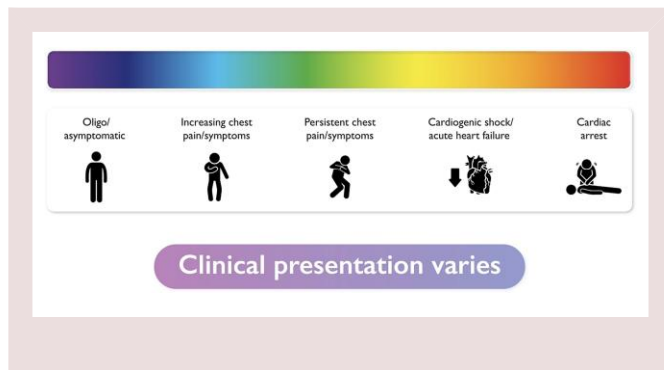 Oligo/
asymptomatic
Increasing chest
pain/symptoms
Persistent chest
pain/symptoms
Cardiogenic shock/
acute heart failure
Cardiac
arrest
Clinical presentation varies